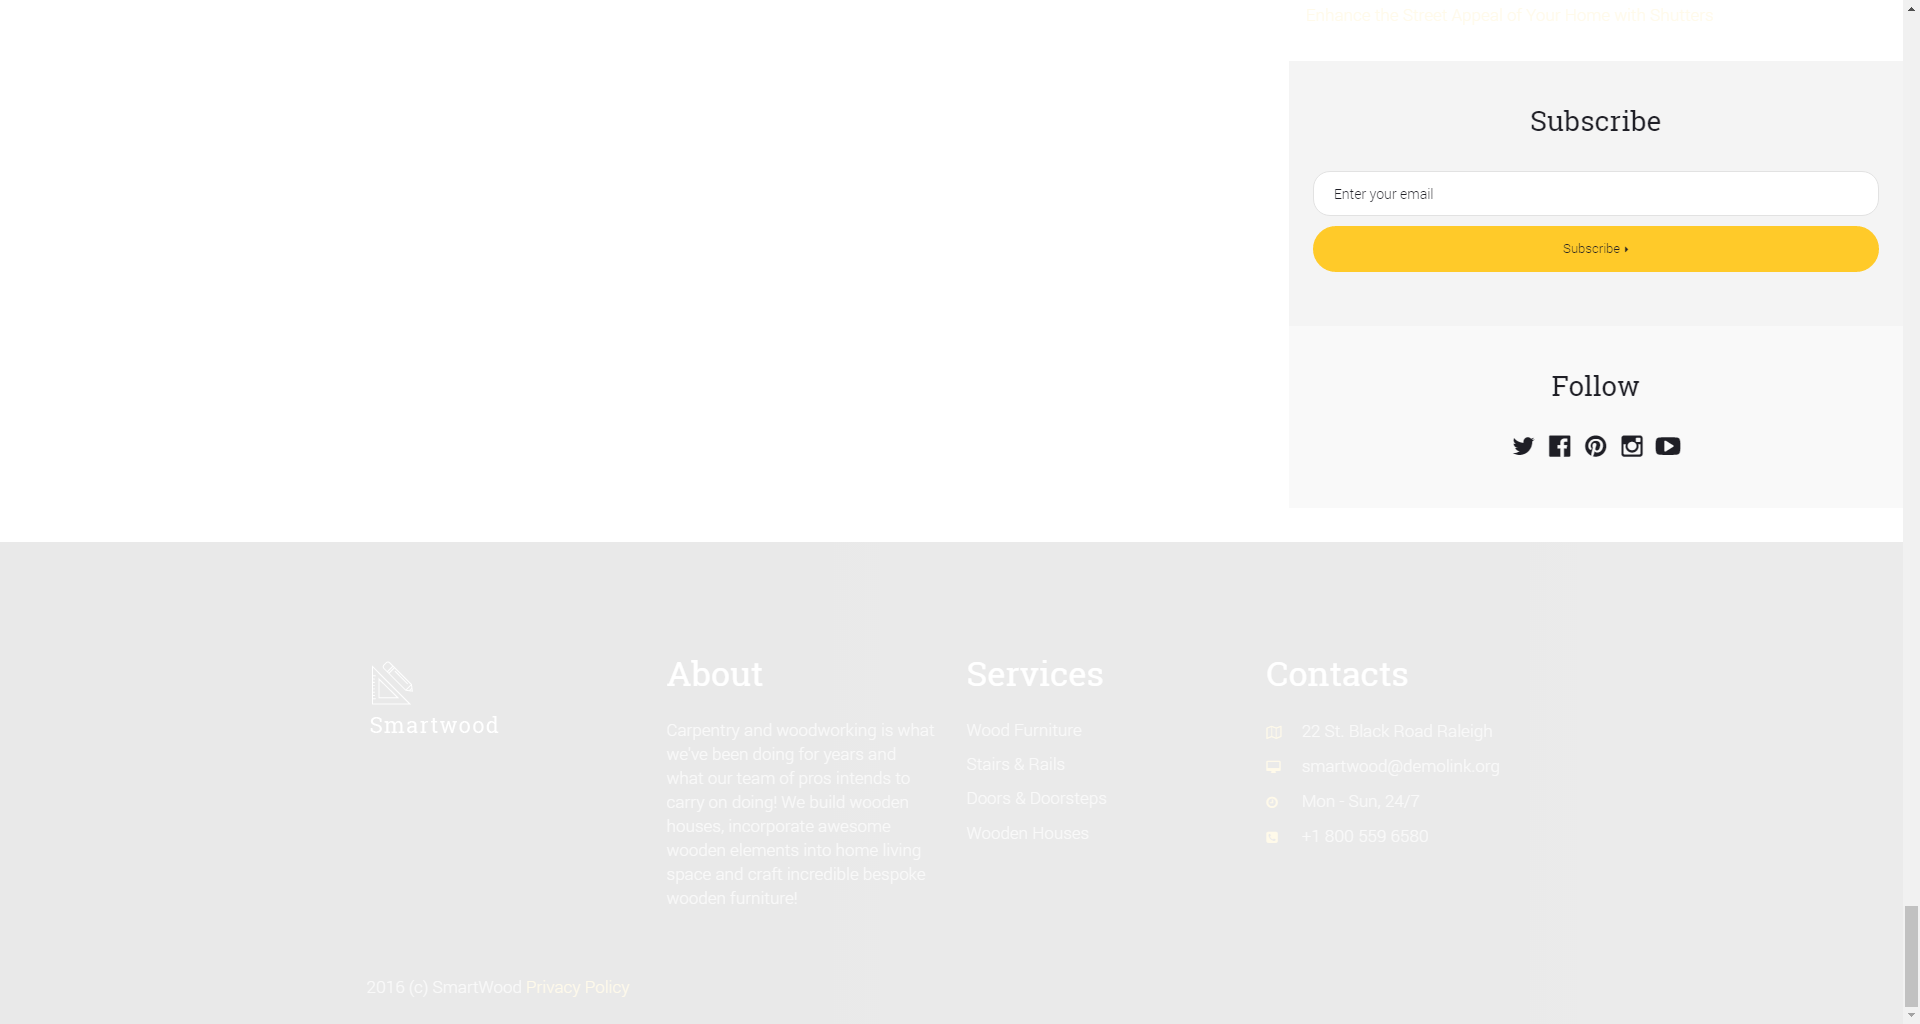 Enhance the Street Appeal of Your Home with Shutters
Subscribe
Enter your email
Subscribe
Follow
Smartwood
About
Carpentry and woodworking is what
we've been doing for years and
what our team of pros intends to
carry on doing! We build wooden
houses, incorporate awesome
wooden elements into home living
space and craft incredible bespoke
wooden furniture!
Services
Wood Furniture
Stairs & Rails
Doors & Doorsteps
Wooden Houses
Contacts
22 St. Black Road Raleigh
smartwood@demolink.org
Mon - Sun, 24/7
+1 800 559 6580
2016 (c) SmartWood Privacy Policy